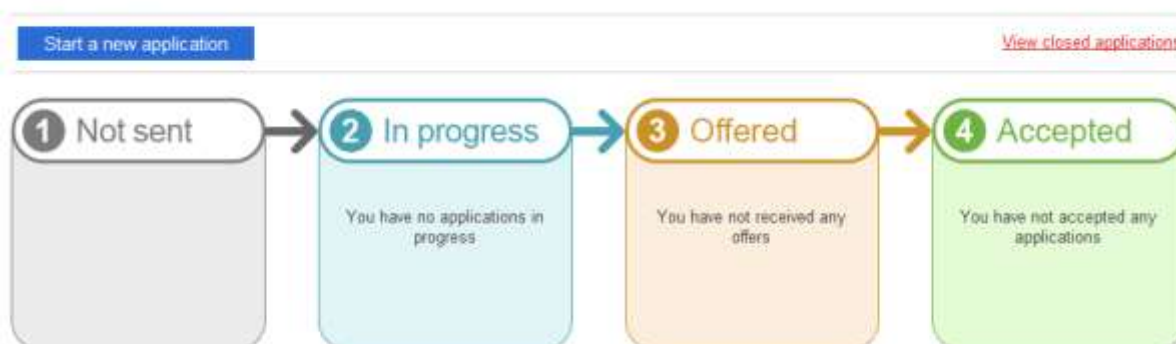 Start a new application
View closed applications
1 Not sent
2 In progress
3 Offered
4 Accepted
You have no applications in
progress
You have not received any
offers
You have not accepted any
applications